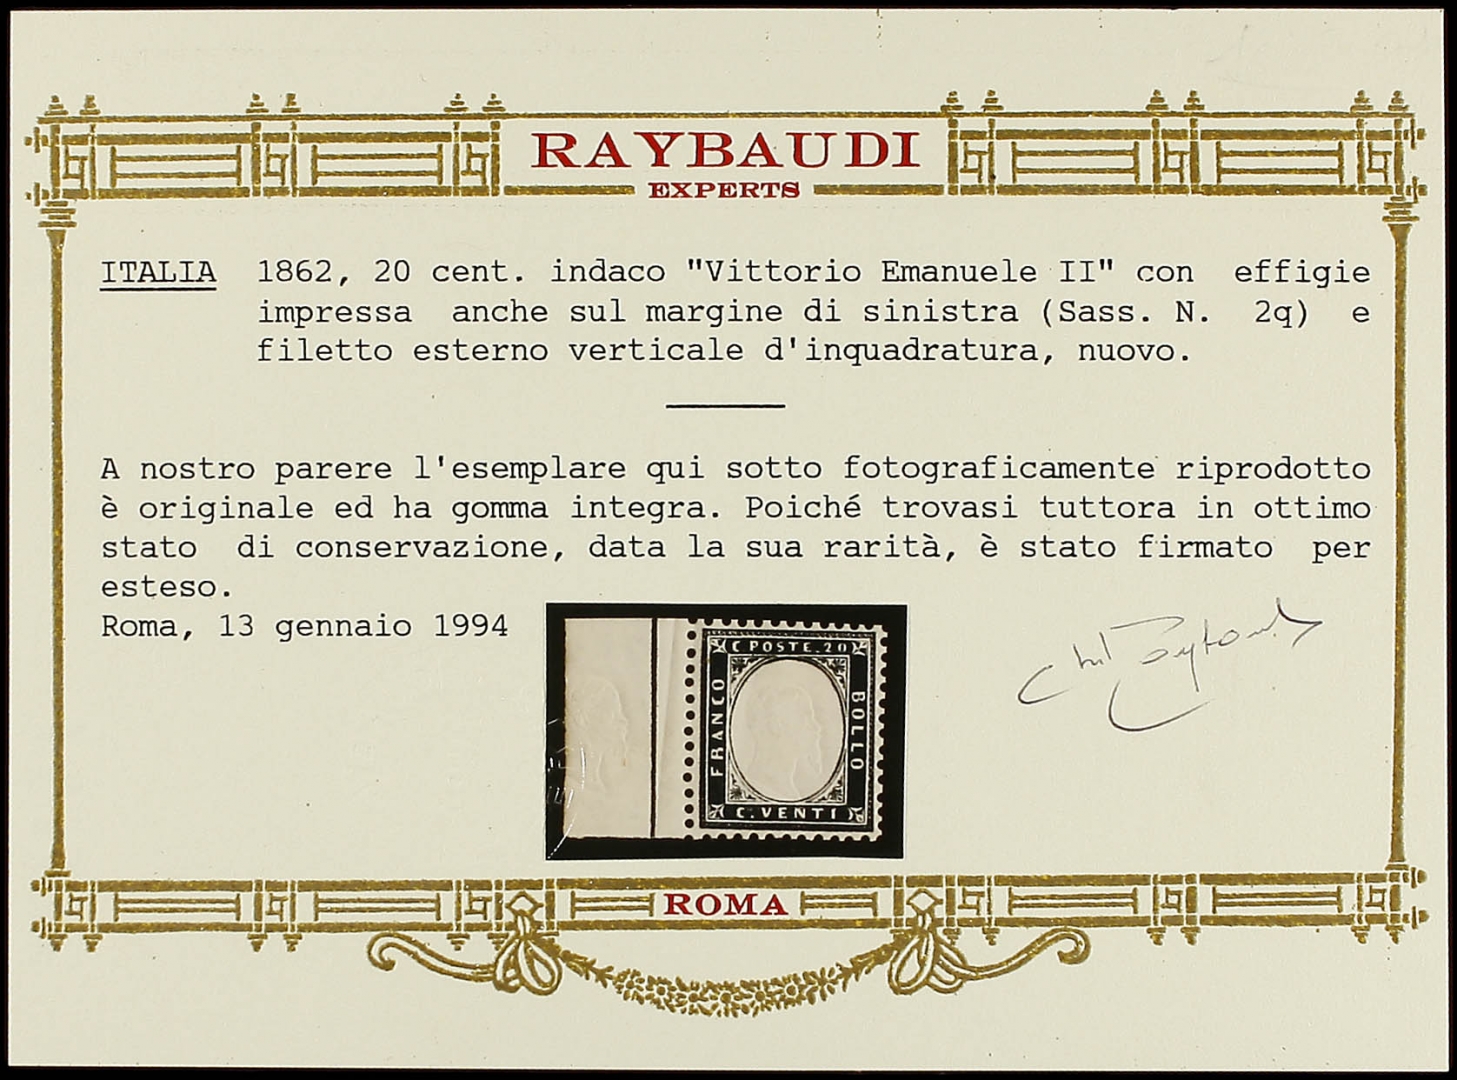 RAYBAUDI
EXPERTS
ITALIA 1862, 20 cent. indaco "Vittorio Emanuele II" con effigie
impressa anche sul margine di sinistra (Sass. N. 2q) e
filetto esterno verticale d'inquadratura, nuovo.
A nostro parere l'esemplare qui sotto fotograficamente riprodotto
è originale ed ha gomma integra. Poiché trovasi tuttora in ottimo
stato di conservazione, data la sua rarità, è stato firmato per
esteso.
Roma, 13 gennaio 1994
C POSTE.20
FRANCO
BOLLO
C. VENTI
ROMA